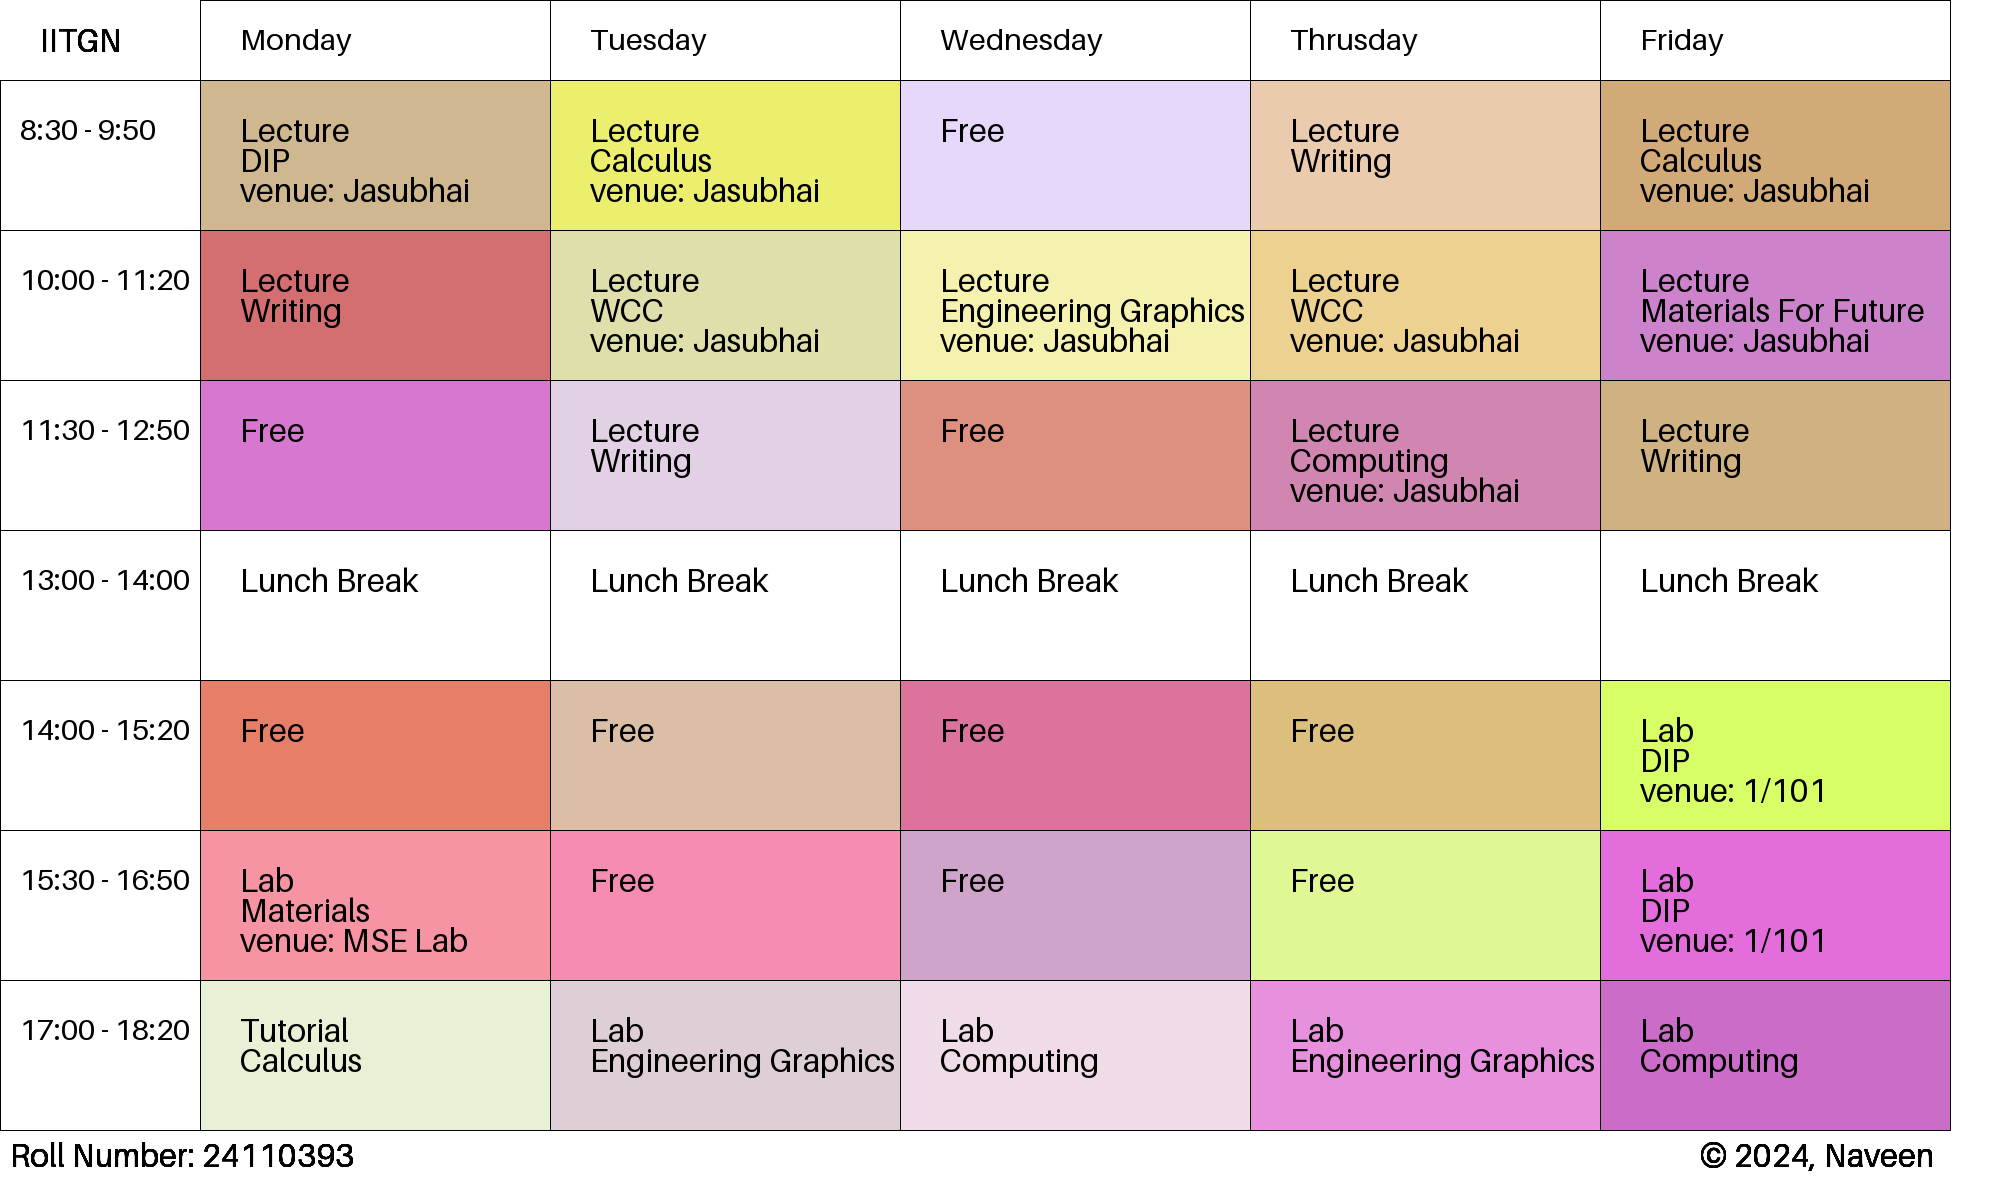 IITGN Monday Tuesday Wednesday Thrusday Friday
8:30 - 9:50
Lecture
DIP
venue: Jasubhai
Lecture
Calculus
venue: Jasubhai
Free
Lecture
Writing
Lecture
Calculus
venue: Jasubhai
10:00 - 11:20
Lecture
Writing
Lecture
WCC
venue: Jasubhai
Lecture
Engineering Graphics
venue: Jasubhai
Lecture
WCC
venue: Jasubhai
Lecture
Materials For Future
venue: Jasubhai
11:30 - 12:50
Free
Lecture
Writing
Free
Lecture
Computing
venue: Jasubhai
Lecture
Writing
13:00 - 14:00
Lunch Break
Lunch Break
Lunch Break
Lunch Break
Lunch Break
14:00 - 15:20
Free
Free
Free
Free
Lab
DIP
venue: 1/101
15:30 - 16:50
Lab
Materials
venue: MSE Lab
Free
Free
Free
Lab
DIP
venue: 1/101
17:00 - 18:20
Tutorial
Calculus
Lab
Engineering Graphics
Lab
Computing
Lab
Engineering Graphics
Lab
Computing
Roll Number: 24110393
© 2024, Naveen